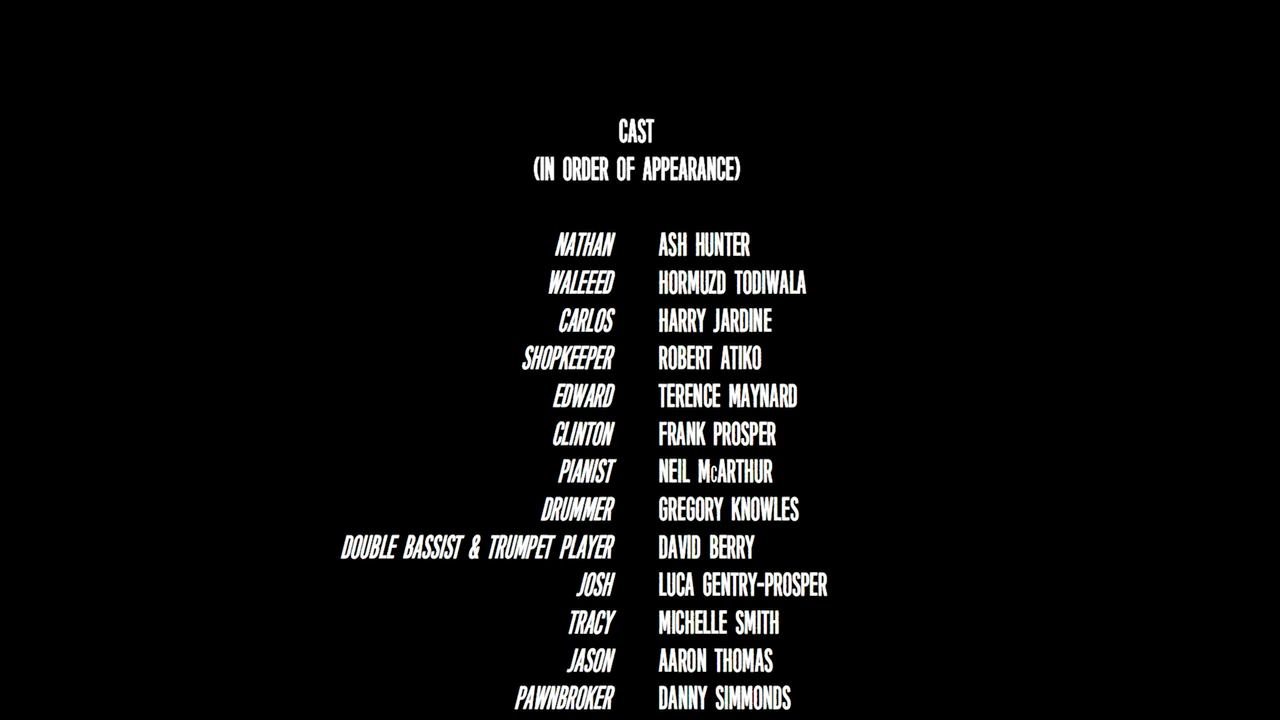 CAST
(IN ORDER OF APPEARANCE)
NATHAN ASH HUNTER
WALEEED HORMUZD TODIWALA
CARLOS HARRY JARDINE
SHOPKEEPER ROBERT ATIKO
EDWARD TERENCE MAYNARD
CLINTON FRANK PROSPER
PIANIST NEIL McARTHUR
DRUMMER GREGORY KNOWLES
DOUBLE BASSIST & TRUMPET PLAYER DAVID BERRY
JOSH LUCA GENTRY-PROSPER
TRACY MICHELLE SMITH
JASON AARON THOMAS
PAWNBROKER DANNY SIMMONDS